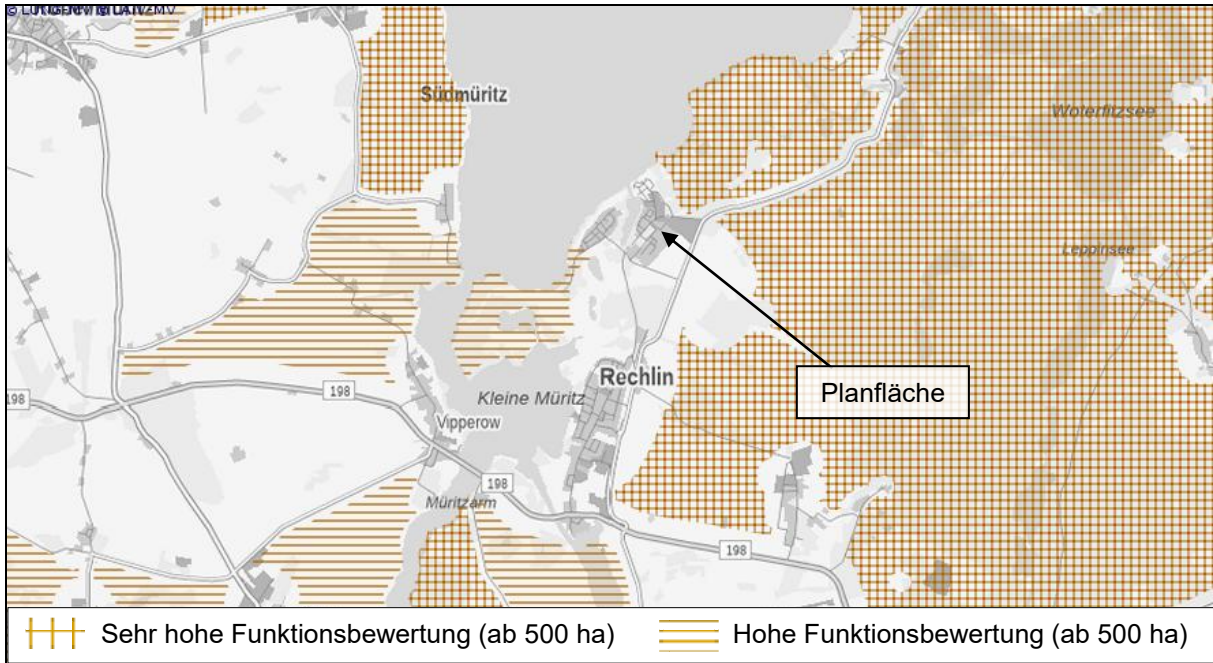 Südmüritz
Woterfitzsee
Leppinsee
Planfläche
Rechlin
198
198
Kleine Müritz
Vipperow
198
Müritzarm
198
Sehr hohe Funktionsbewertung (ab 500 ha)
Hohe Funktionsbewertung (ab 500 ha)